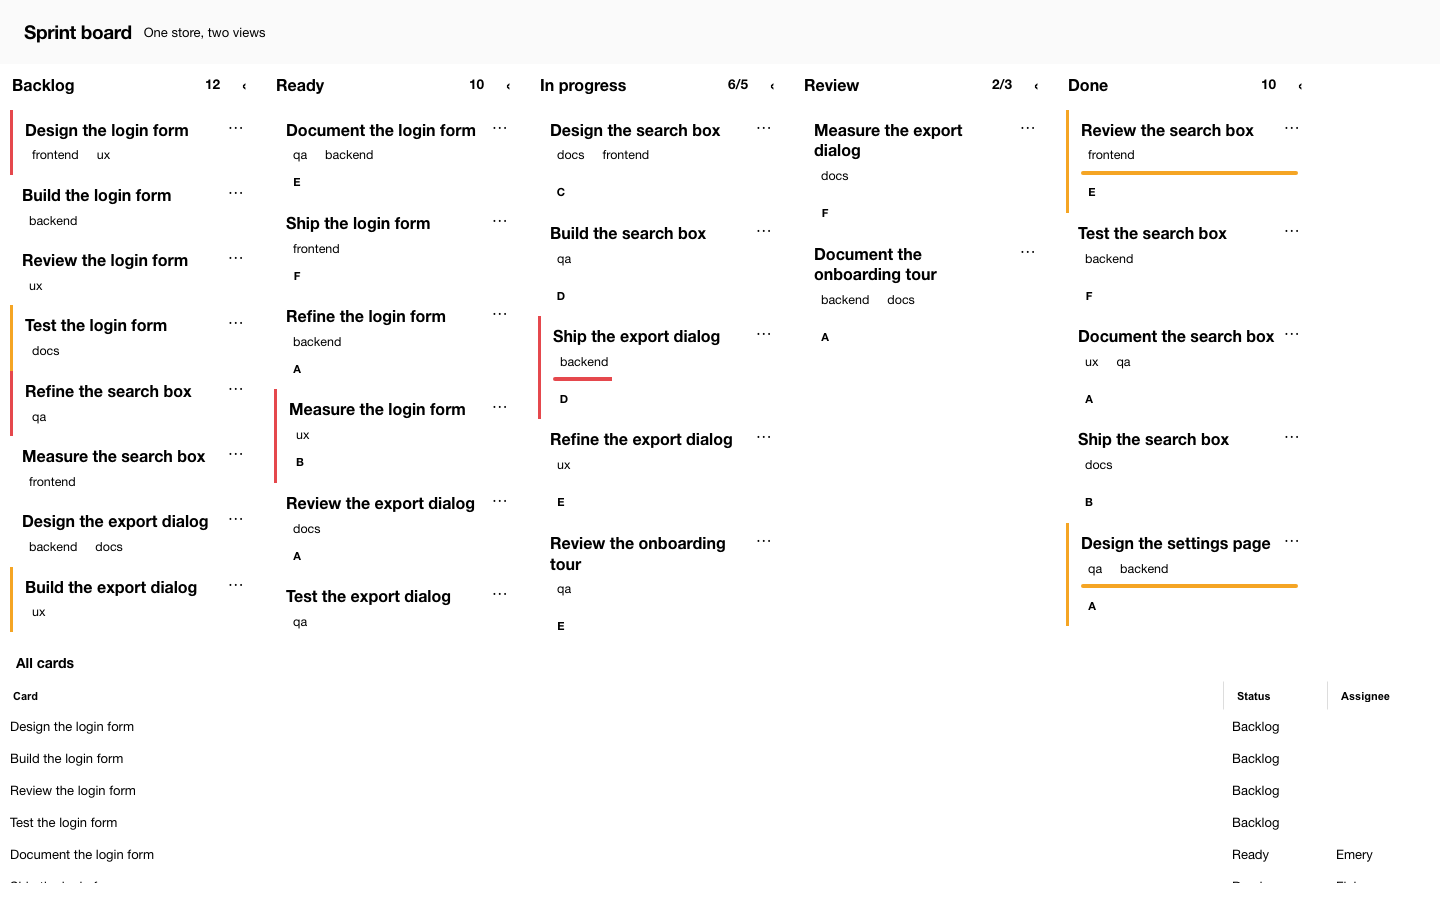 Sprint board One store, two views
Backlog 12 ‹
Design the login form ...
frontend ux
Build the login form ...
backend
Review the login form ...
ux
Test the login form ...
docs
Refine the search box ...
qa
Measure the search box ...
frontend
Design the export dialog ...
backend docs
Build the export dialog ...
ux
Ready 10 ‹
Document the login form ...
qa backend
E
Ship the login form ...
frontend
F
Refine the login form ...
backend
A
Measure the login form ...
ux
B
Review the export dialog ...
docs
A
Test the export dialog ...
qa
In progress 6/5 ‹
Design the search box ...
docs frontend
C
Build the search box ...
qa
D
Ship the export dialog ...
backend
D
Refine the export dialog ...
ux
E
Review the onboarding ...
tour
qa
E
Review 2/3 ‹
Measure the export ...
dialog
docs
F
Document the ...
onboarding tour
backend docs
A
Done 10 ‹
Review the search box ...
frontend
E
Test the search box ...
backend
F
Document the search box ...
ux qa
A
Ship the search box ...
docs
B
Design the settings page ...
qa backend
A
All cards
Card Status Assignee
Design the login form Backlog
Build the login form Backlog
Review the login form Backlog
Test the login form Backlog
Document the login form Ready Emery